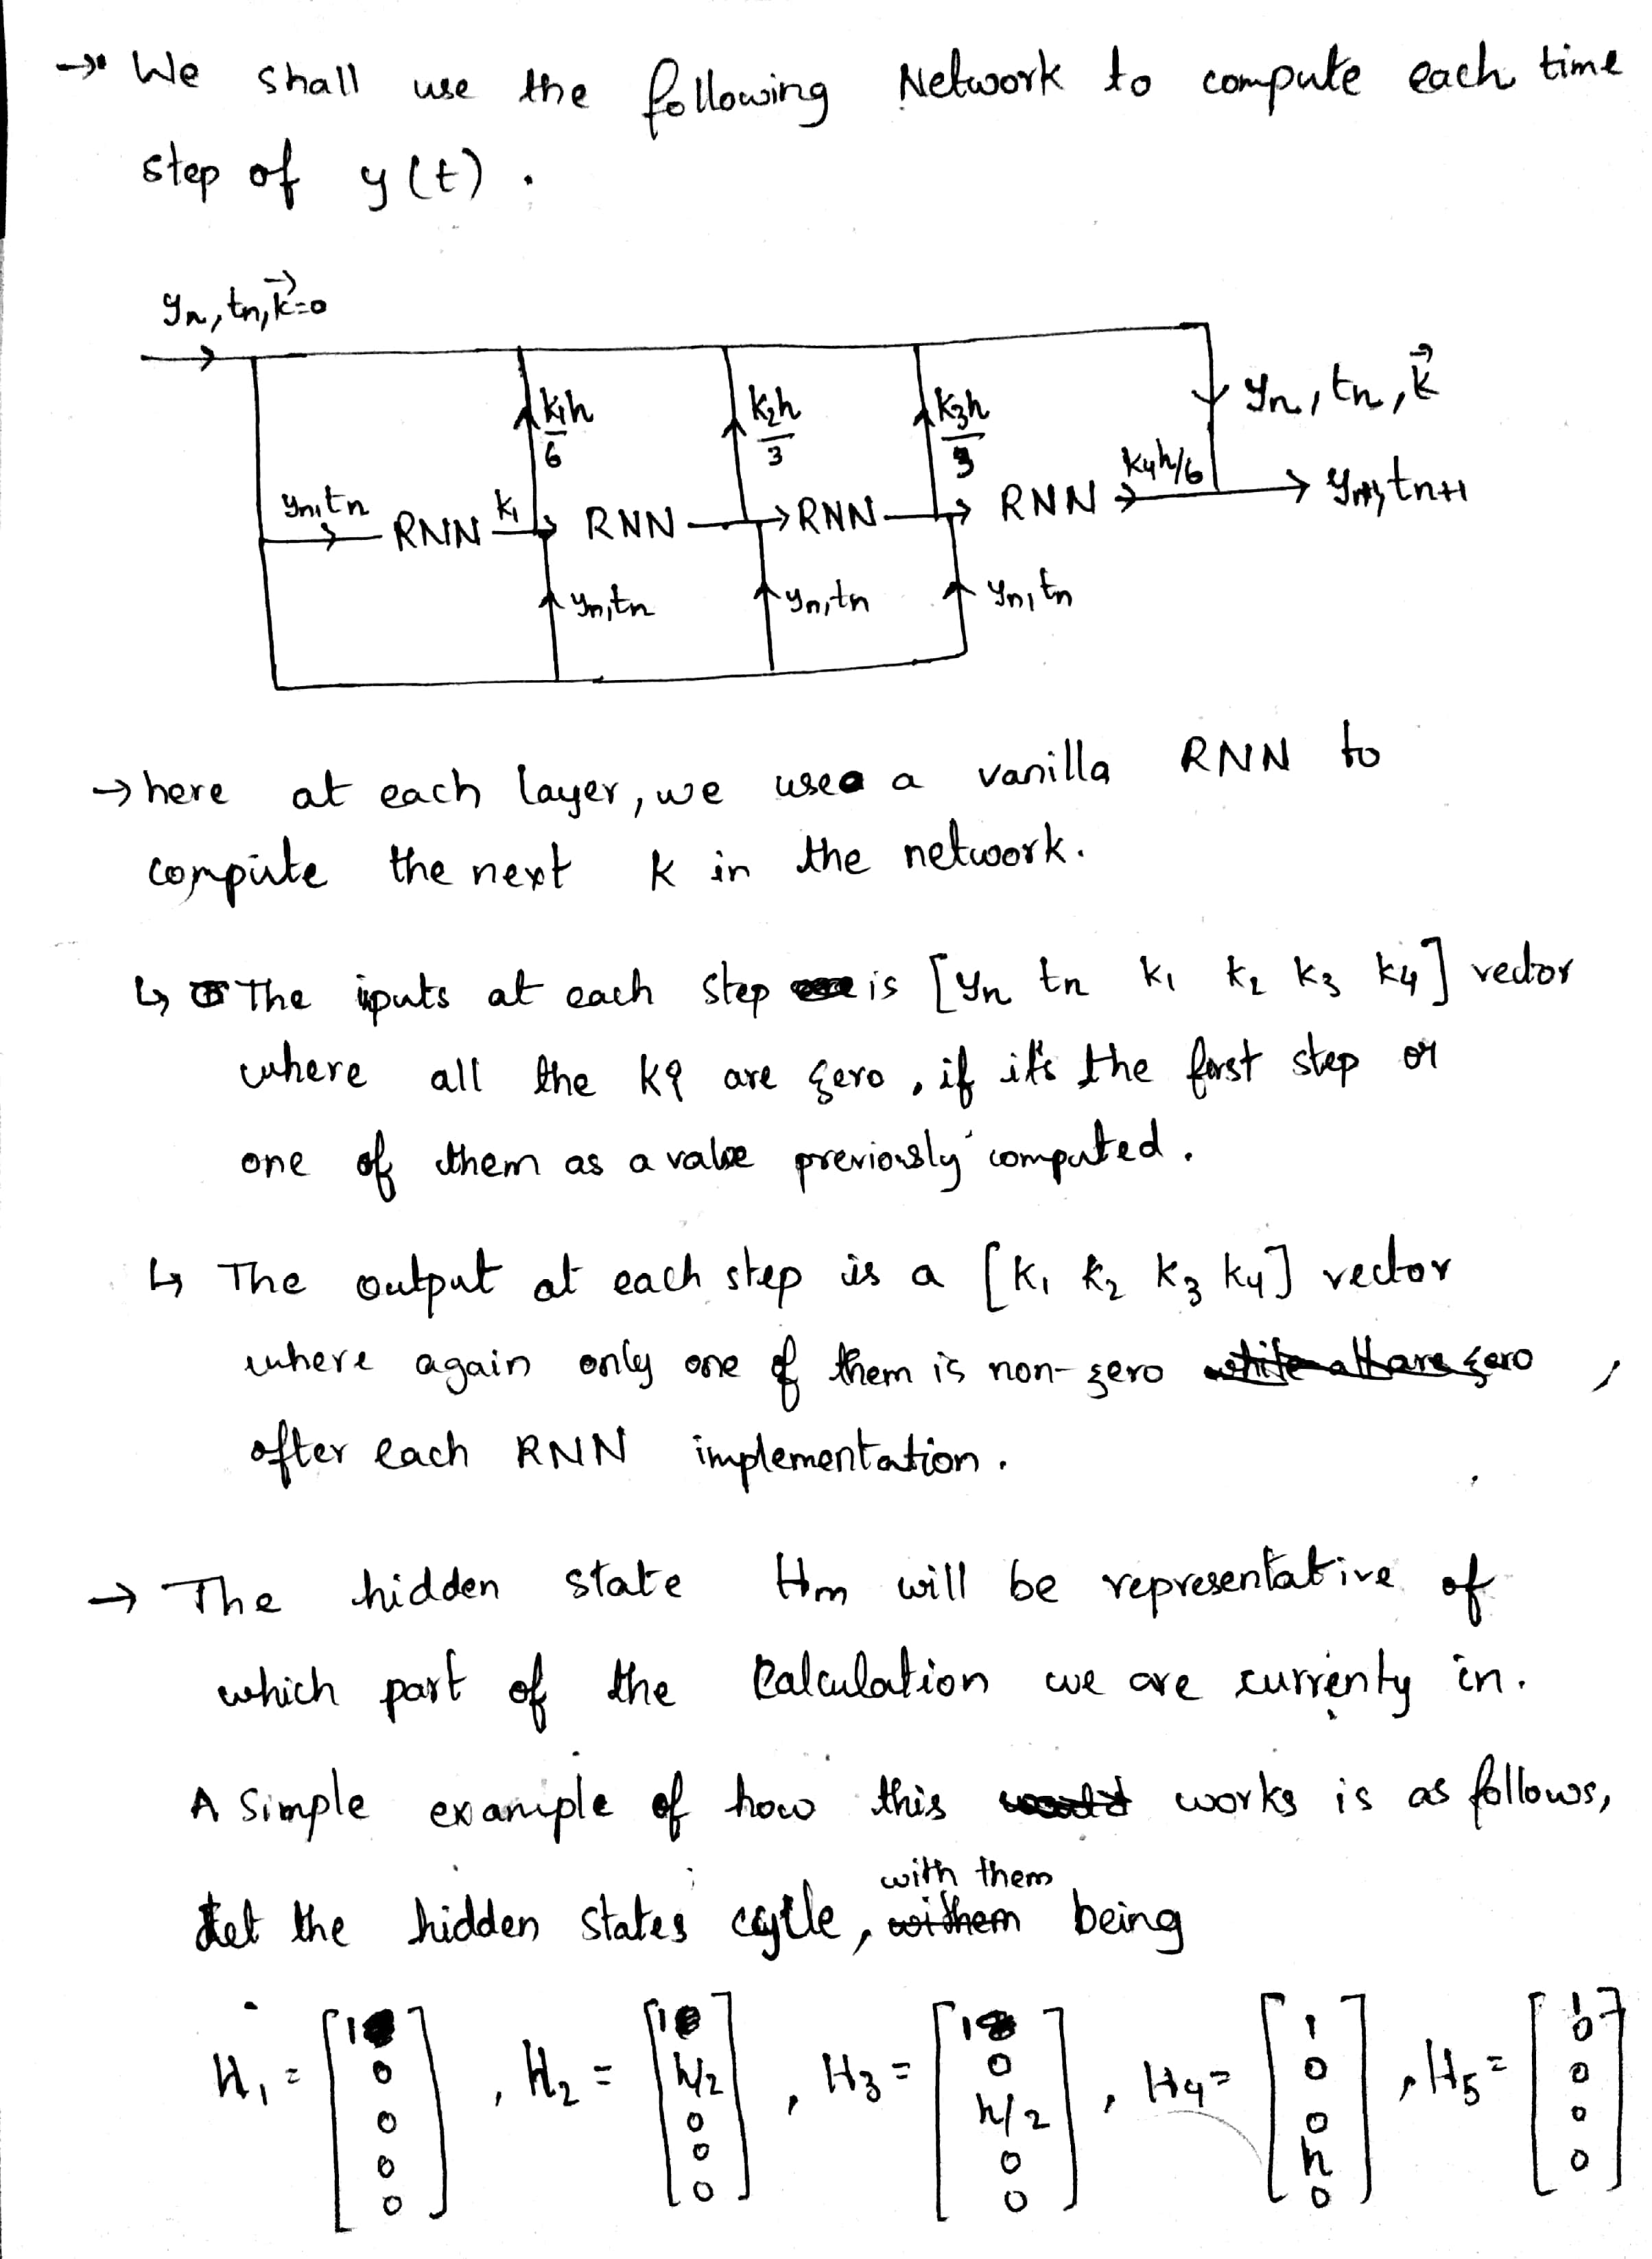 → We shall use the following Network to compute each time
step of y(t).
yn, tn, k⃗=0
k1h/6 k2h/3 k3h/3 yn, tn, k⃗
yn,tn RNN k1 RNN RNN RNN k4h/6 yn+1, tn+1
yn,tn yn,tn yn,tn
→ here at each layer, we use a vanilla RNN to
compute the next k in the network.
↳ The iputs at each step is [yn tn k1 k2 k3 k4] vector
where all the ki are zero, if it's the first step or
one of them as a value previously computed.
↳ The output at each step is a [k1 k2 k3 k4] vector
where again only one of them is non-zero while all are zero,
after each RNN implementation.
→ The hidden state Hm will be representative of
which part of the Calculation we are currenty in.
A simple example of how this works is as follows,
with them
Let the hidden states cycle, withem being
H1 = [1 0 0 0 0], H2 = [1 h/2 0 0 0], H3 = [1 0 h/2 0 0], H4 = [1 0 0 h 0], H5 = [1 0 0 0 0]